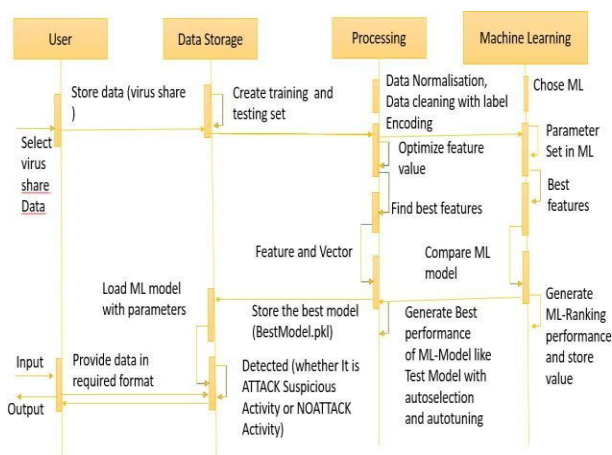 User
Data Storage
Processing
Machine Learning
Store data (virus share
)
Create training and
testing set
Data Normalisation,
Data cleaning with label
Encoding
Chose ML
Select
virus
share
Data
Optimize feature
value
Parameter
Set in ML
Find best features
Best
features
Feature and Vector
Compare ML
model
Load ML model
with parameters
Store the best model
(BestModel.pkl)
Generate Best
performance
of ML-Model like
Test Model with
autoselection
and autotuning
Generate
ML-Ranking
performance
and store
value
Input
Output
Provide data in
required format
Detected (whether It is
ATTACK Suspicious
Activity or NOATTACK
Activity)